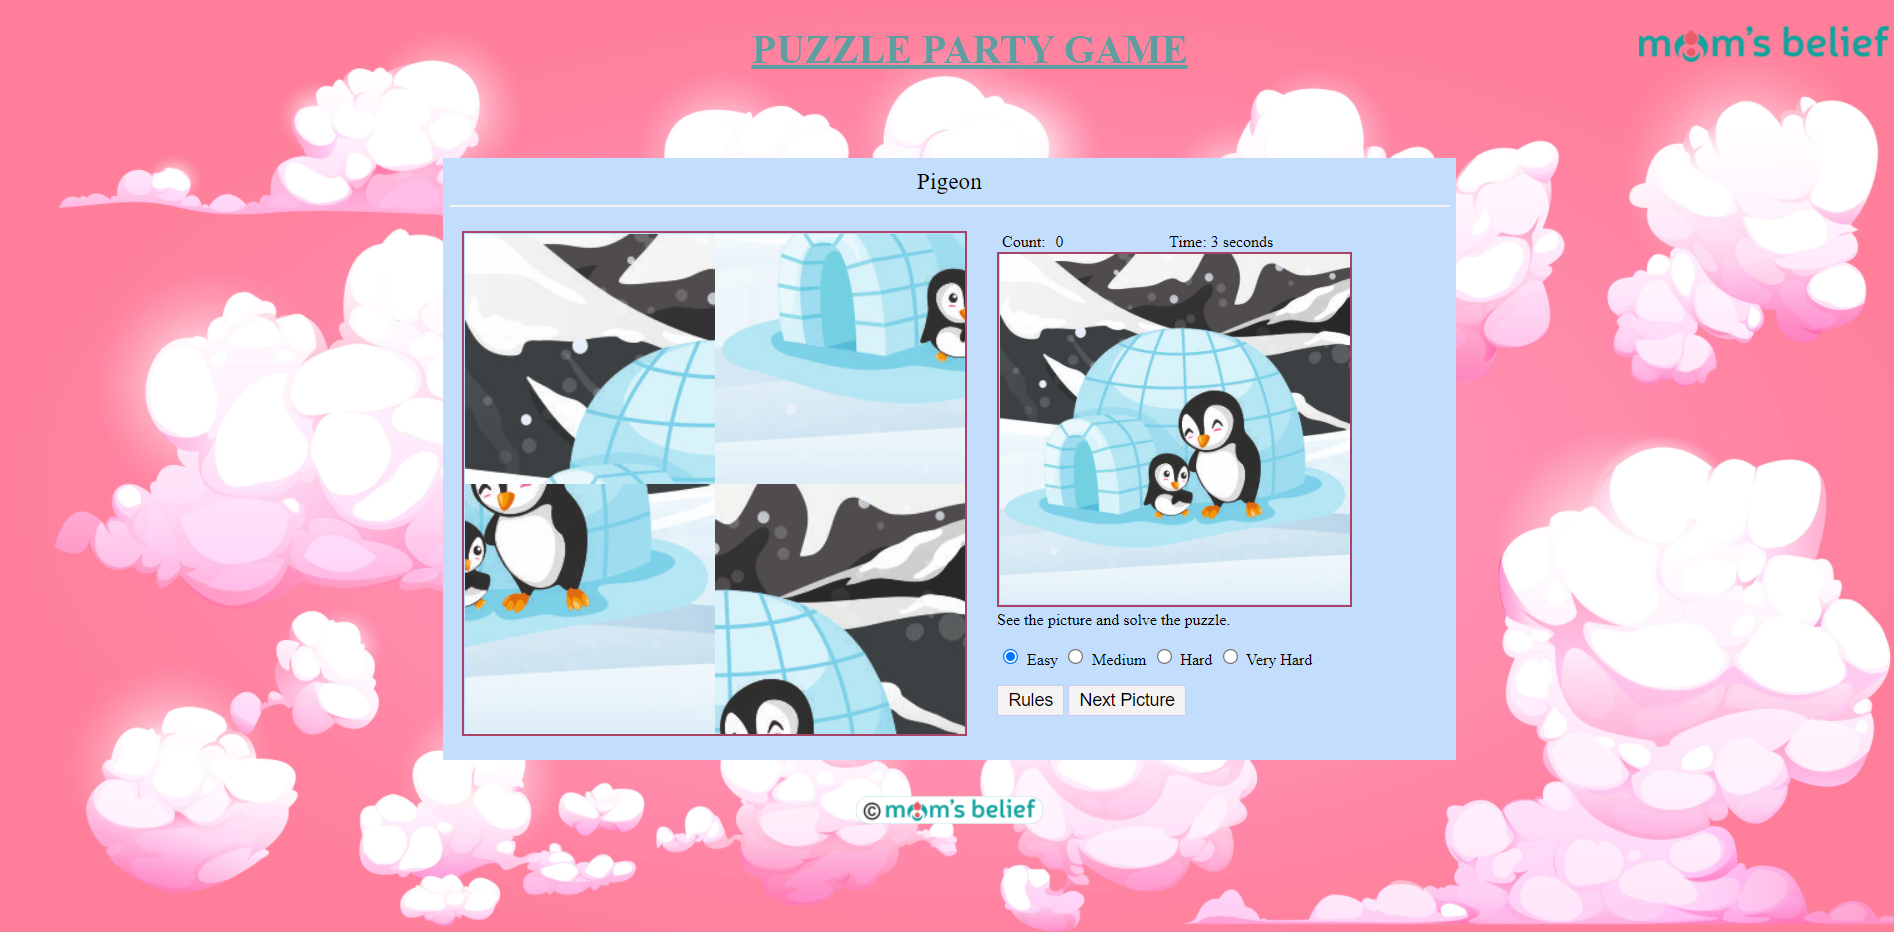 PUZZLE PARTY GAME
mom's belief
Pigeon
Count: 0
Time: 3 seconds
See the picture and solve the puzzle.
Easy Medium Hard Very Hard
Rules Next Picture
© mom's belief